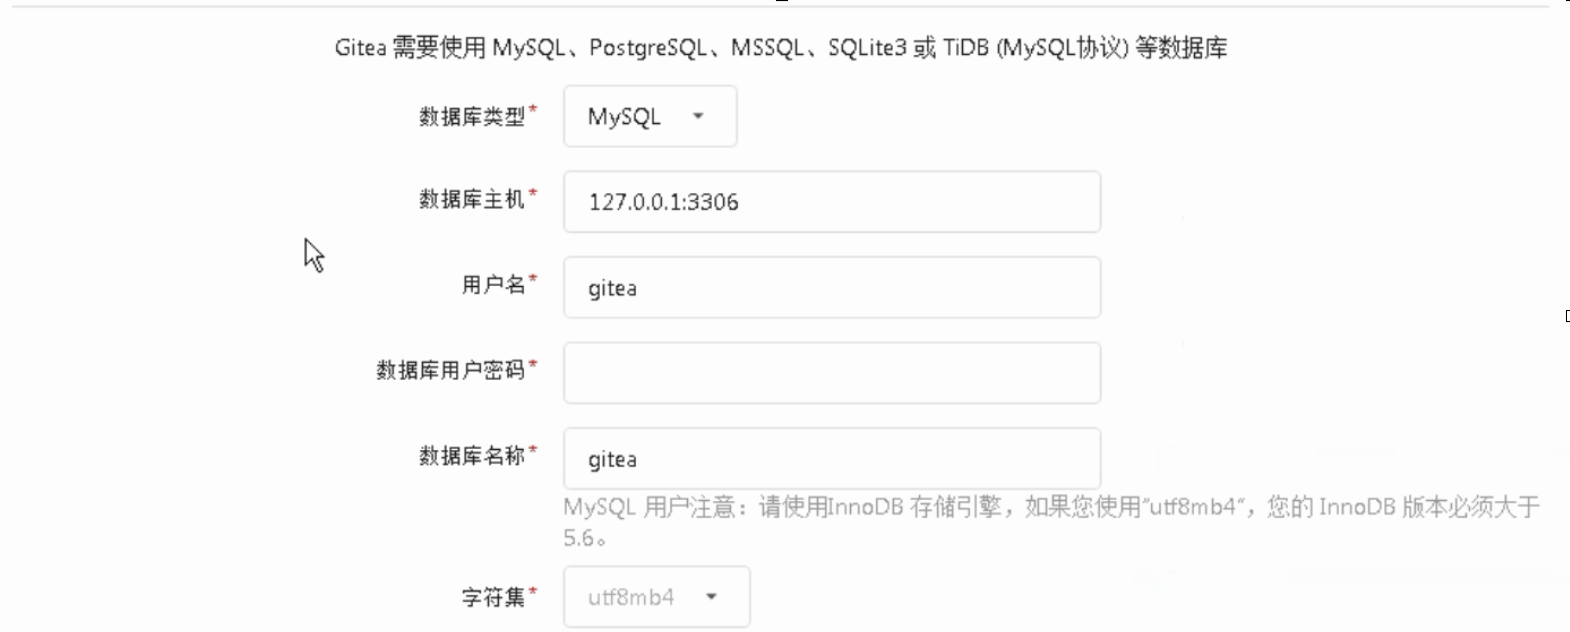 Gitea 需要使用 MySQL、PostgreSQL、MSSQL、SQLite3 或 TiDB (MySQL协议) 等数据库
数据库类型* MySQL
数据库主机* 127.0.0.1:3306
用户名* gitea
数据库用户密码*
数据库名称* gitea
MySQL 用户注意：请使用InnoDB 存储引擎，如果您使用"utf8mb4"，您的 InnoDB 版本必须大于
5.6。
字符集* utf8mb4